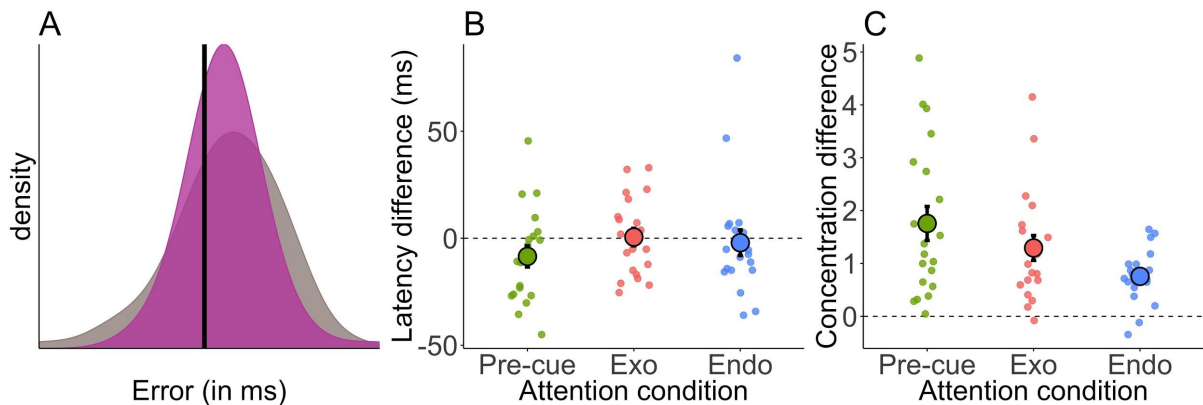 A
density
Error (in ms)
B
Latency difference (ms)
50
0
-50
Pre-cue Exo Endo
Attention condition
C
Concentration difference
5
4
3
2
1
0
Pre-cue Exo Endo
Attention condition